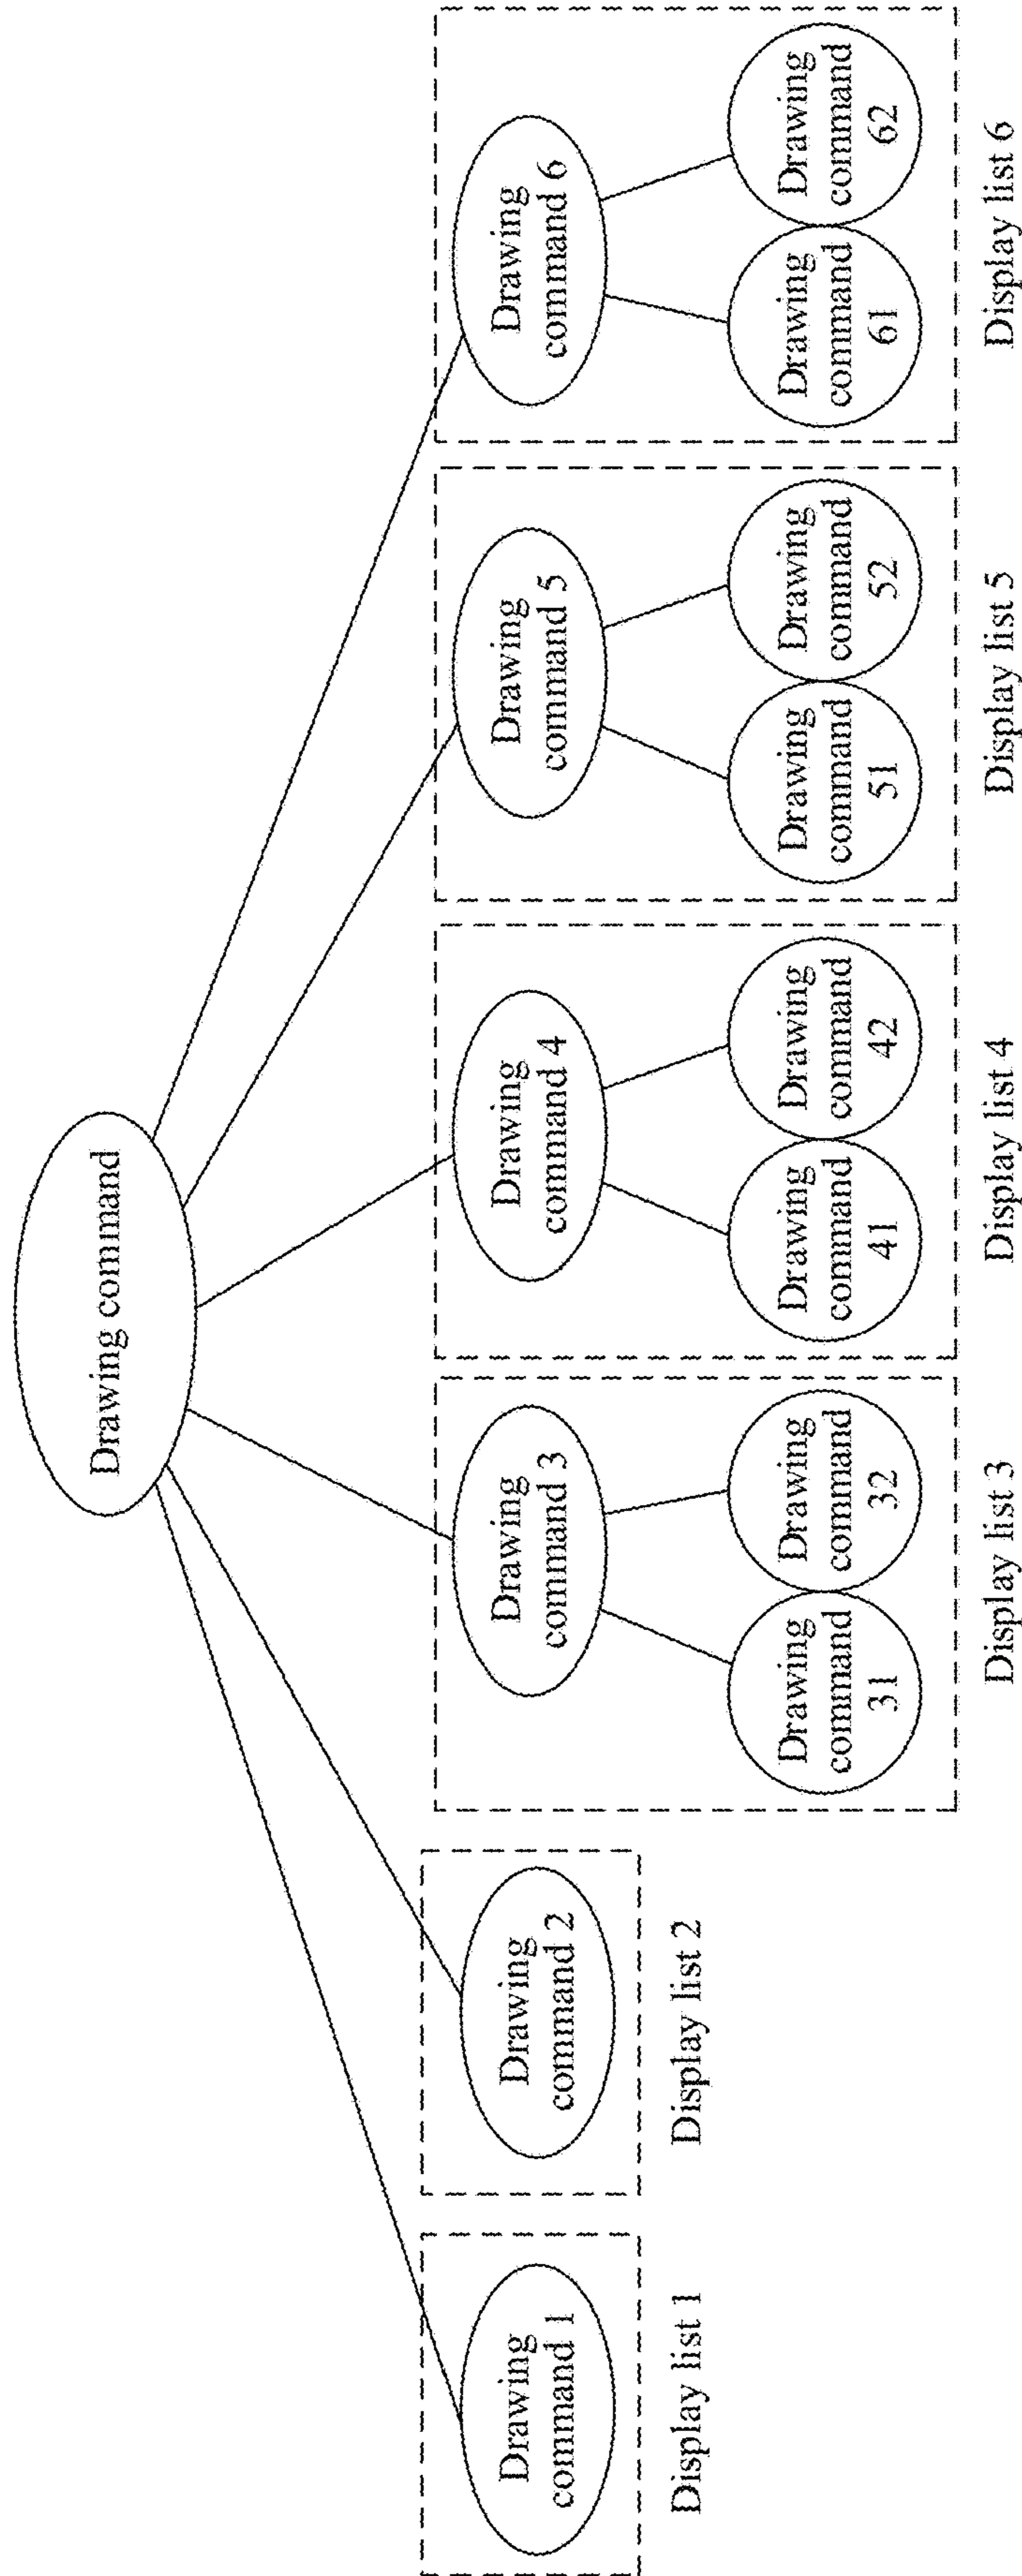 Drawing command
Drawing
command 1
Display list 1
Drawing
command 2
Display list 2
Drawing
command 3
Drawing
command
31
Drawing
command
32
Display list 3
Drawing
command 4
Drawing
command
41
Drawing
command
42
Display list 4
Drawing
command 5
Drawing
command
51
Drawing
command
52
Display list 5
Drawing
command 6
Drawing
command
61
Drawing
command
62
Display list 6